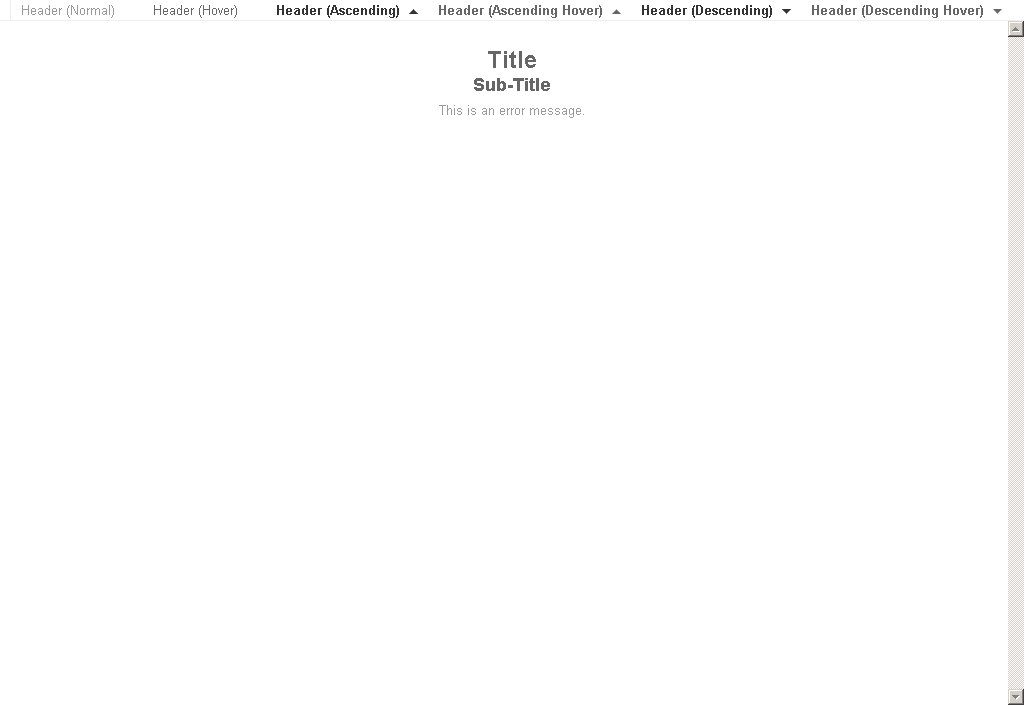 Header (Normal) Header (Hover) Header (Ascending) Header (Ascending Hover) Header (Descending) Header (Descending Hover)
Title
Sub-Title
This is an error message.